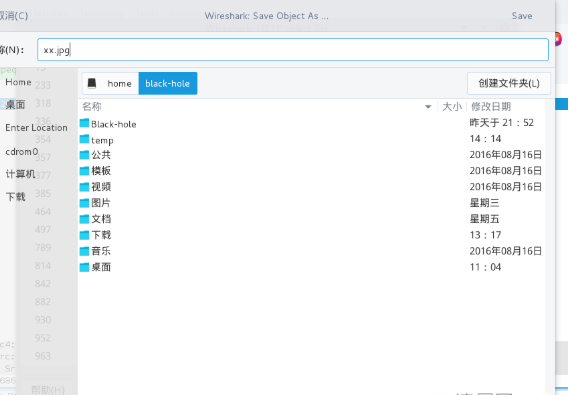 取消(C) Wireshark: Save Object As ... Save
称(N): xx.jpg
Home
桌面
Enter Location
cdrom0
计算机
下载
233
318
336
354
357
377
385
464
497
789
814
842
882
930
952
963
帮助(H)
home black-hole 创建文件夹(L)
名称 大小 修改日期
Black-hole 昨天于 21：52
temp 14：14
公共 2016年08月16日
模板 2016年08月16日
视频 2016年08月16日
图片 星期三
文档 星期五
下载 13：17
音乐 2016年08月16日
桌面 11：04